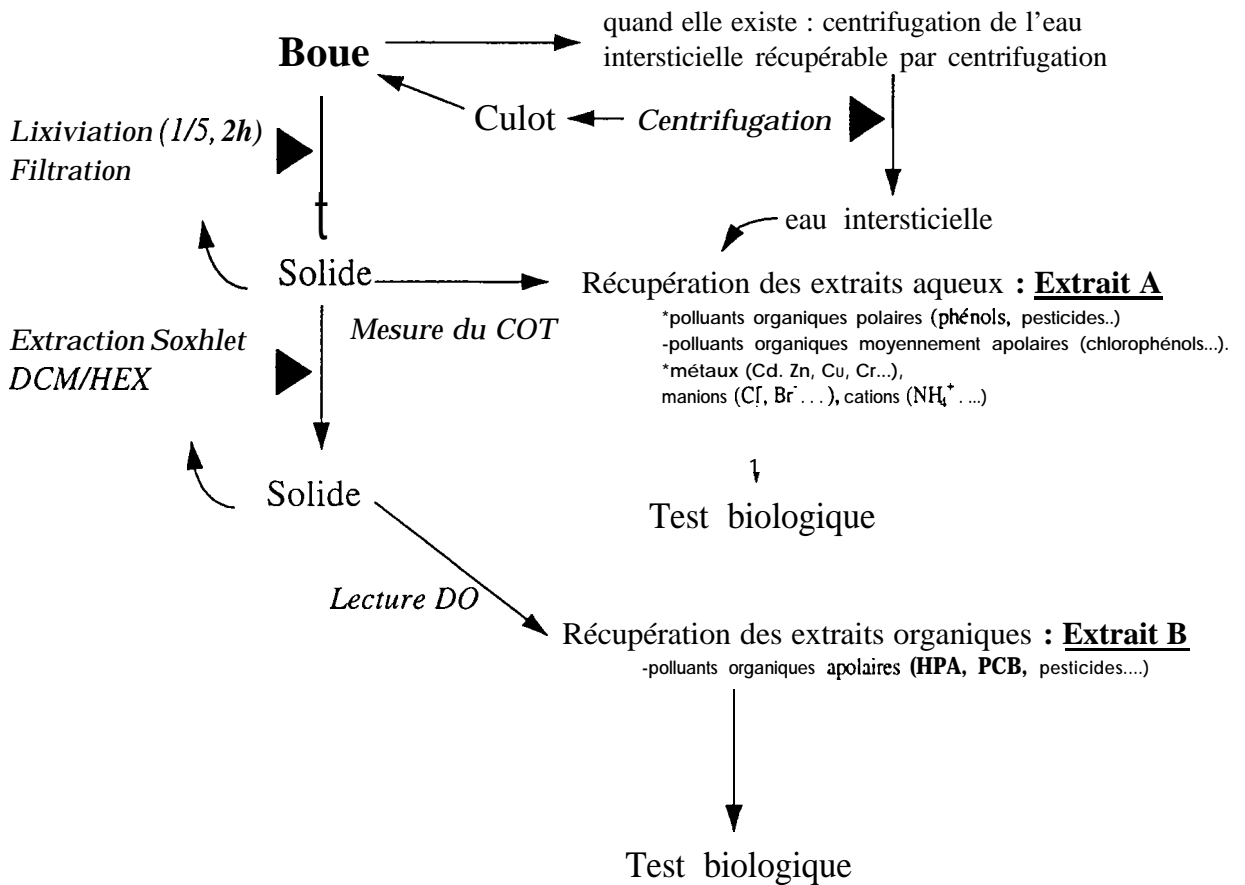 quand elle existe : centrifugation de l'eau
intersticielle récupérable par centrifugation
Boue
Culot
Centrifugation
Lixiviation (1/5, 2h)
Filtration
eau intersticielle
Solide
Récupération des extraits aqueux : Extrait A
*polluants organiques polaires (phénols, pesticides..)
-polluants organiques moyennement apolaires (chlorophénols...).
*métaux (Cd. Zn, Cu, Cr...),
manions (Cl⁻, Br⁻ . . .), cations (NH₄⁺ . ...)
Mesure du COT
Extraction Soxhlet
DCM/HEX
Solide
Test biologique
Lecture DO
Récupération des extraits organiques : Extrait B
-polluants organiques apolaires (HPA, PCB, pesticides....)
Test biologique